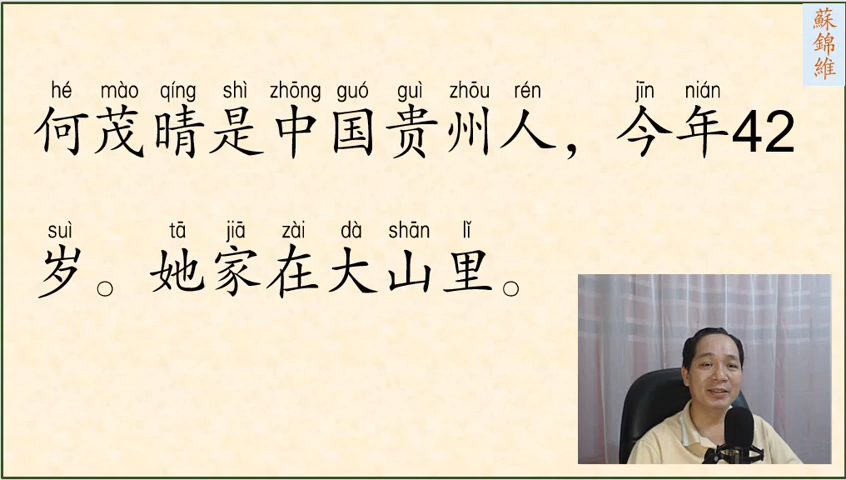 hé mào qíng shì zhōng guó guì zhōu rén jīn nián
何茂晴是中国贵州人，今年42
suì tā jiā zài dà shān lǐ
岁。她家在大山里。
蘇錦維